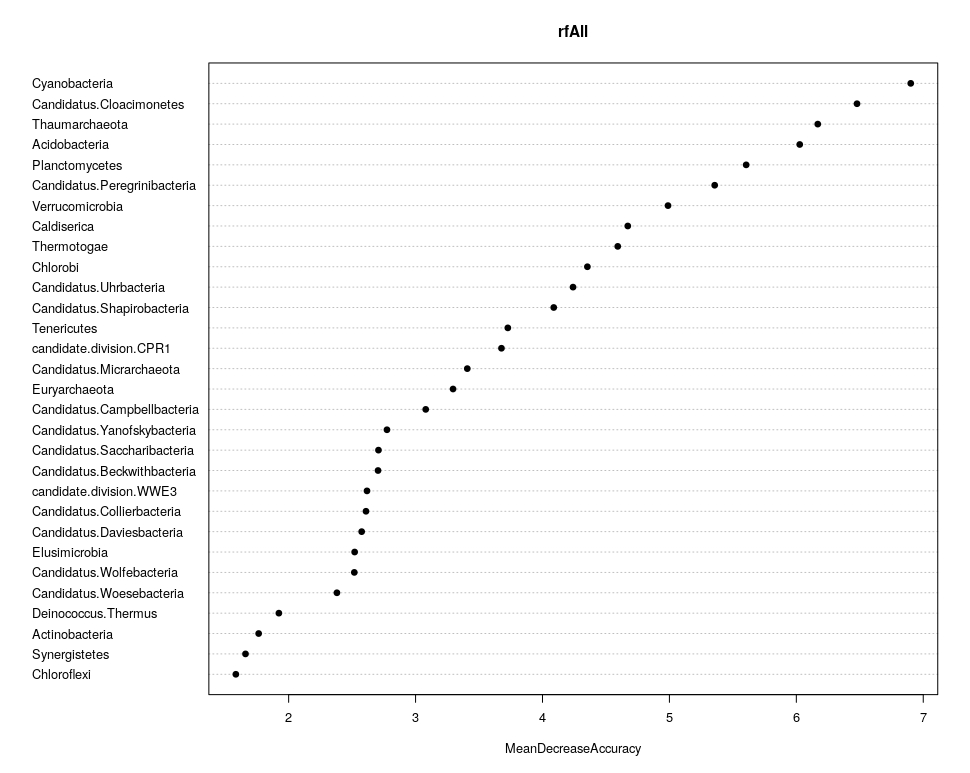 rfAll
Cyanobacteria
Candidatus.Cloacimonetes
Thaumarchaeota
Acidobacteria
Planctomycetes
Candidatus.Peregrinibacteria
Verrucomicrobia
Caldiserica
Thermotogae
Chlorobi
Candidatus.Uhrbacteria
Candidatus.Shapirobacteria
Tenericutes
candidate.division.CPR1
Candidatus.Micrarchaeota
Euryarchaeota
Candidatus.Campbellbacteria
Candidatus.Yanofskybacteria
Candidatus.Saccharibacteria
Candidatus.Beckwithbacteria
candidate.division.WWE3
Candidatus.Collierbacteria
Candidatus.Daviesbacteria
Elusimicrobia
Candidatus.Wolfebacteria
Candidatus.Woesebacteria
Deinococcus.Thermus
Actinobacteria
Synergistetes
Chloroflexi
2 3 4 5 6 7
MeanDecreaseAccuracy